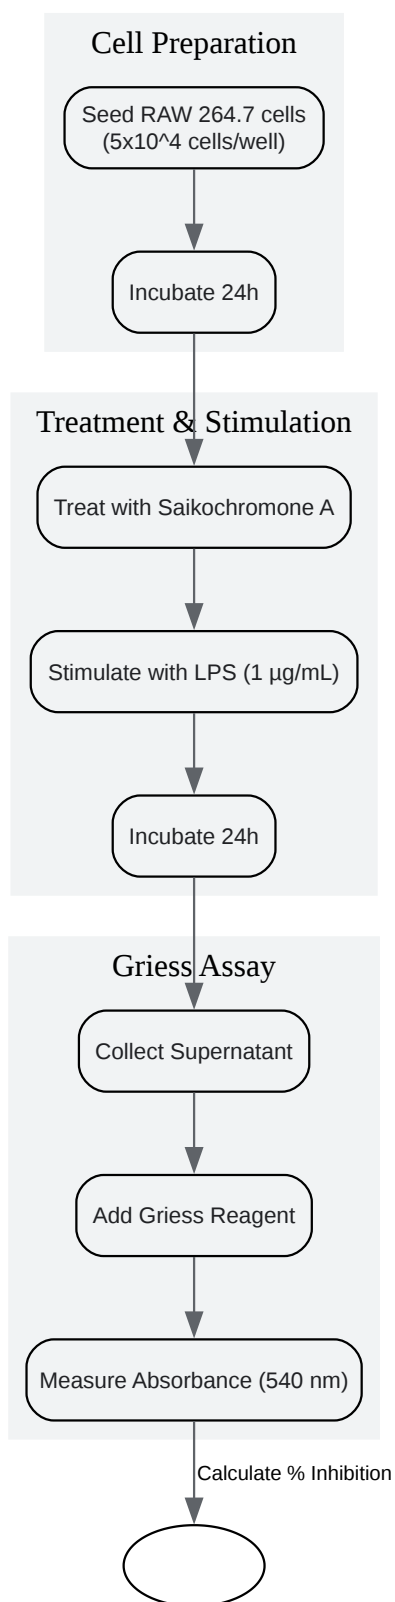 Cell Preparation
Seed RAW 264.7 cells
(5x10^4 cells/well)
Incubate 24h
Treatment & Stimulation
Treat with Saikochromone A
Stimulate with LPS (1 µg/mL)
Incubate 24h
Griess Assay
Collect Supernatant
Add Griess Reagent
Measure Absorbance (540 nm)
Calculate % Inhibition